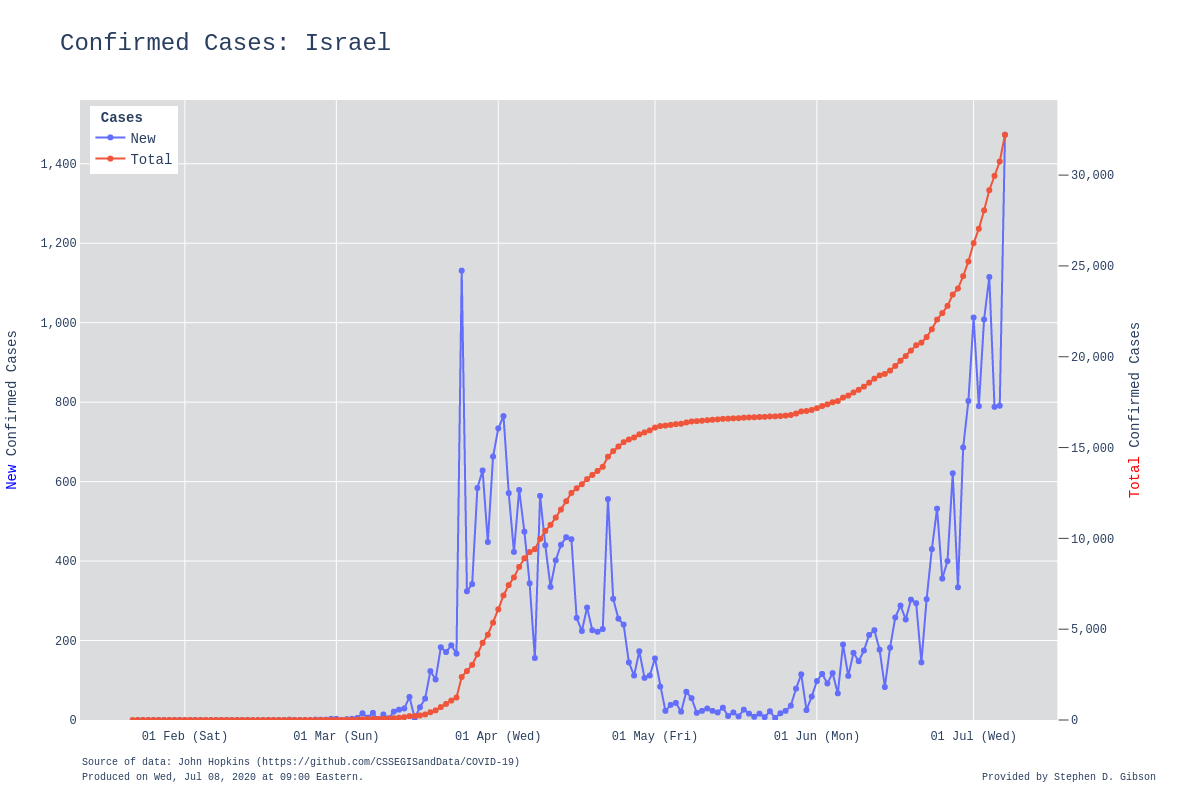 Confirmed Cases: Israel
Cases
New
Total
1,400
1,200
1,000
800
600
400
200
0
New Confirmed Cases
30,000
25,000
20,000
15,000
10,000
5,000
0
Total Confirmed Cases
01 Feb (Sat) 01 Mar (Sun) 01 Apr (Wed) 01 May (Fri) 01 Jun (Mon) 01 Jul (Wed)
Source of data: John Hopkins (https://github.com/CSSEGISandData/COVID-19)
Produced on Wed, Jul 08, 2020 at 09:00 Eastern.
Provided by Stephen D. Gibson